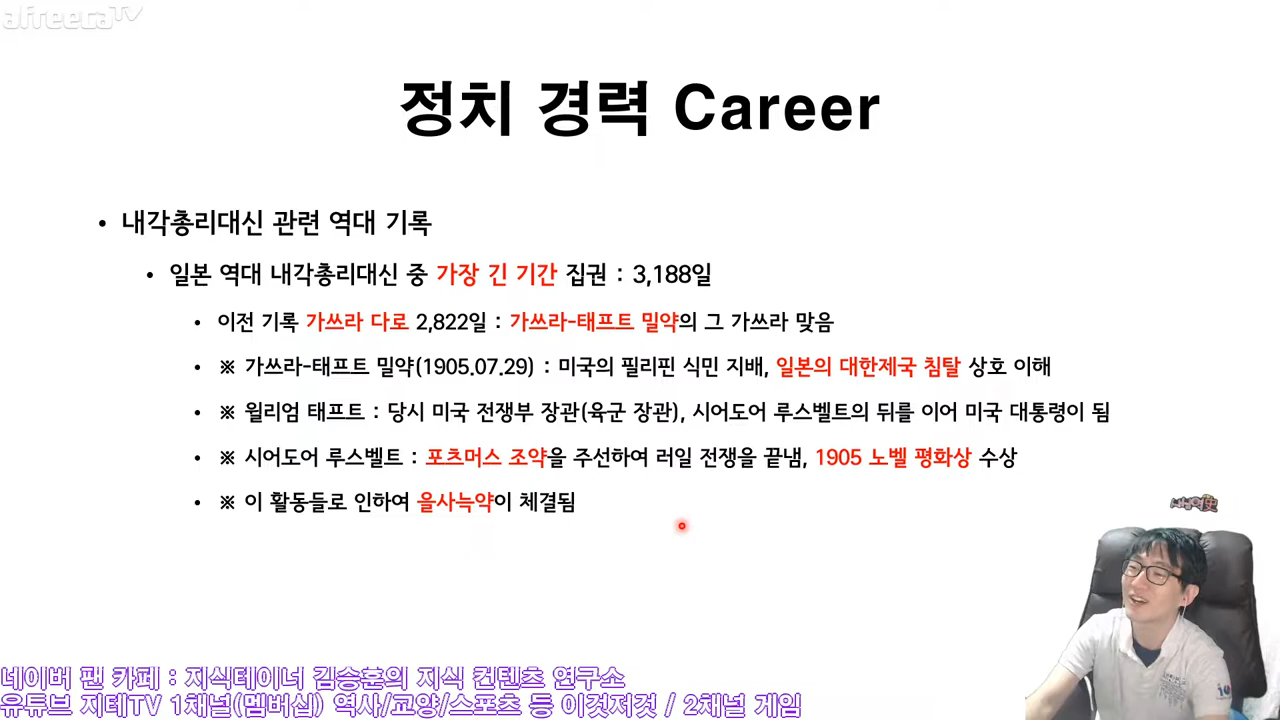 afreecaTV
정치 경력 Career
• 내각총리대신 관련 역대 기록
• 일본 역대 내각총리대신 중 가장 긴 기간 집권 : 3,188일
• 이전 기록 가쓰라 다로 2,822일 : 가쓰라-태프트 밀약의 그 가쓰라 맞음
• ※ 가쓰라-태프트 밀약(1905.07.29) : 미국의 필리핀 식민 지배, 일본의 대한제국 침탈 상호 이해
• ※ 윌리엄 태프트 : 당시 미국 전쟁부 장관(육군 장관), 시어도어 루스벨트의 뒤를 이어 미국 대통령이 됨
• ※ 시어도어 루스벨트 : 포츠머스 조약을 주선하여 러일 전쟁을 끝냄, 1905 노벨 평화상 수상
• ※ 이 활동들로 인하여 을사늑약이 체결됨
네이버 팬 카페 : 지식테이너 김승훈의 지식 컨텐츠 연구소
유튜브 지테TV 1채널(멤버십) 역사/교양/스포츠 등 이것저것 / 2채널 게임